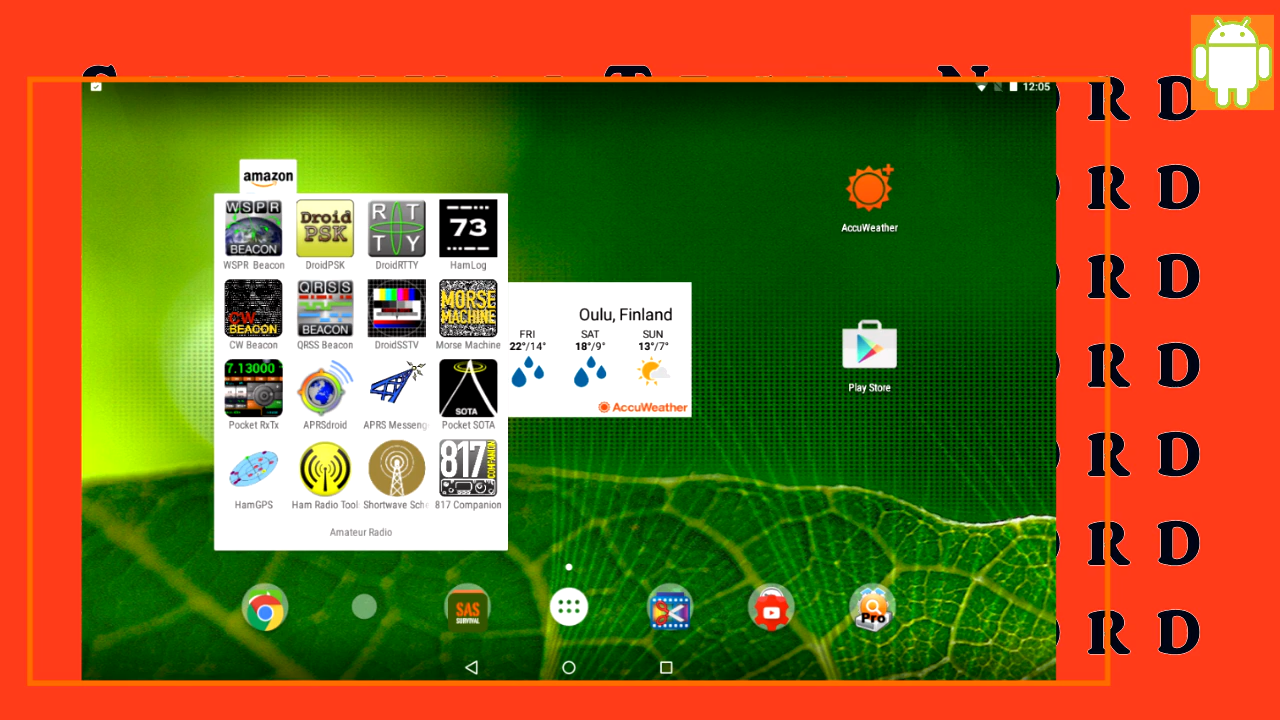 12:05
amazon
WSPR BEACON
Droid PSK
R T T Y
73
WSPR Beacon DroidPSK DroidRTTY HamLog
CW BEACON
QRSS BEACON
MORSE MACHINE
CW Beacon QRSS Beacon DroidSSTV Morse Machine
7.13000
SOTA
Pocket RxTx APRSdroid APRS Messeng Pocket SOTA
817 COMPANION
HamGPS Ham Radio Tool Shortwave Sch 817 Companion
Amateur Radio
Oulu, Finland
FRI SAT SUN
22°/14° 18°/9° 13°/7°
AccuWeather
AccuWeather
Play Store
SAS SURVIVAL
Pro
R D
R D
R D
R D
R D
R D
R D